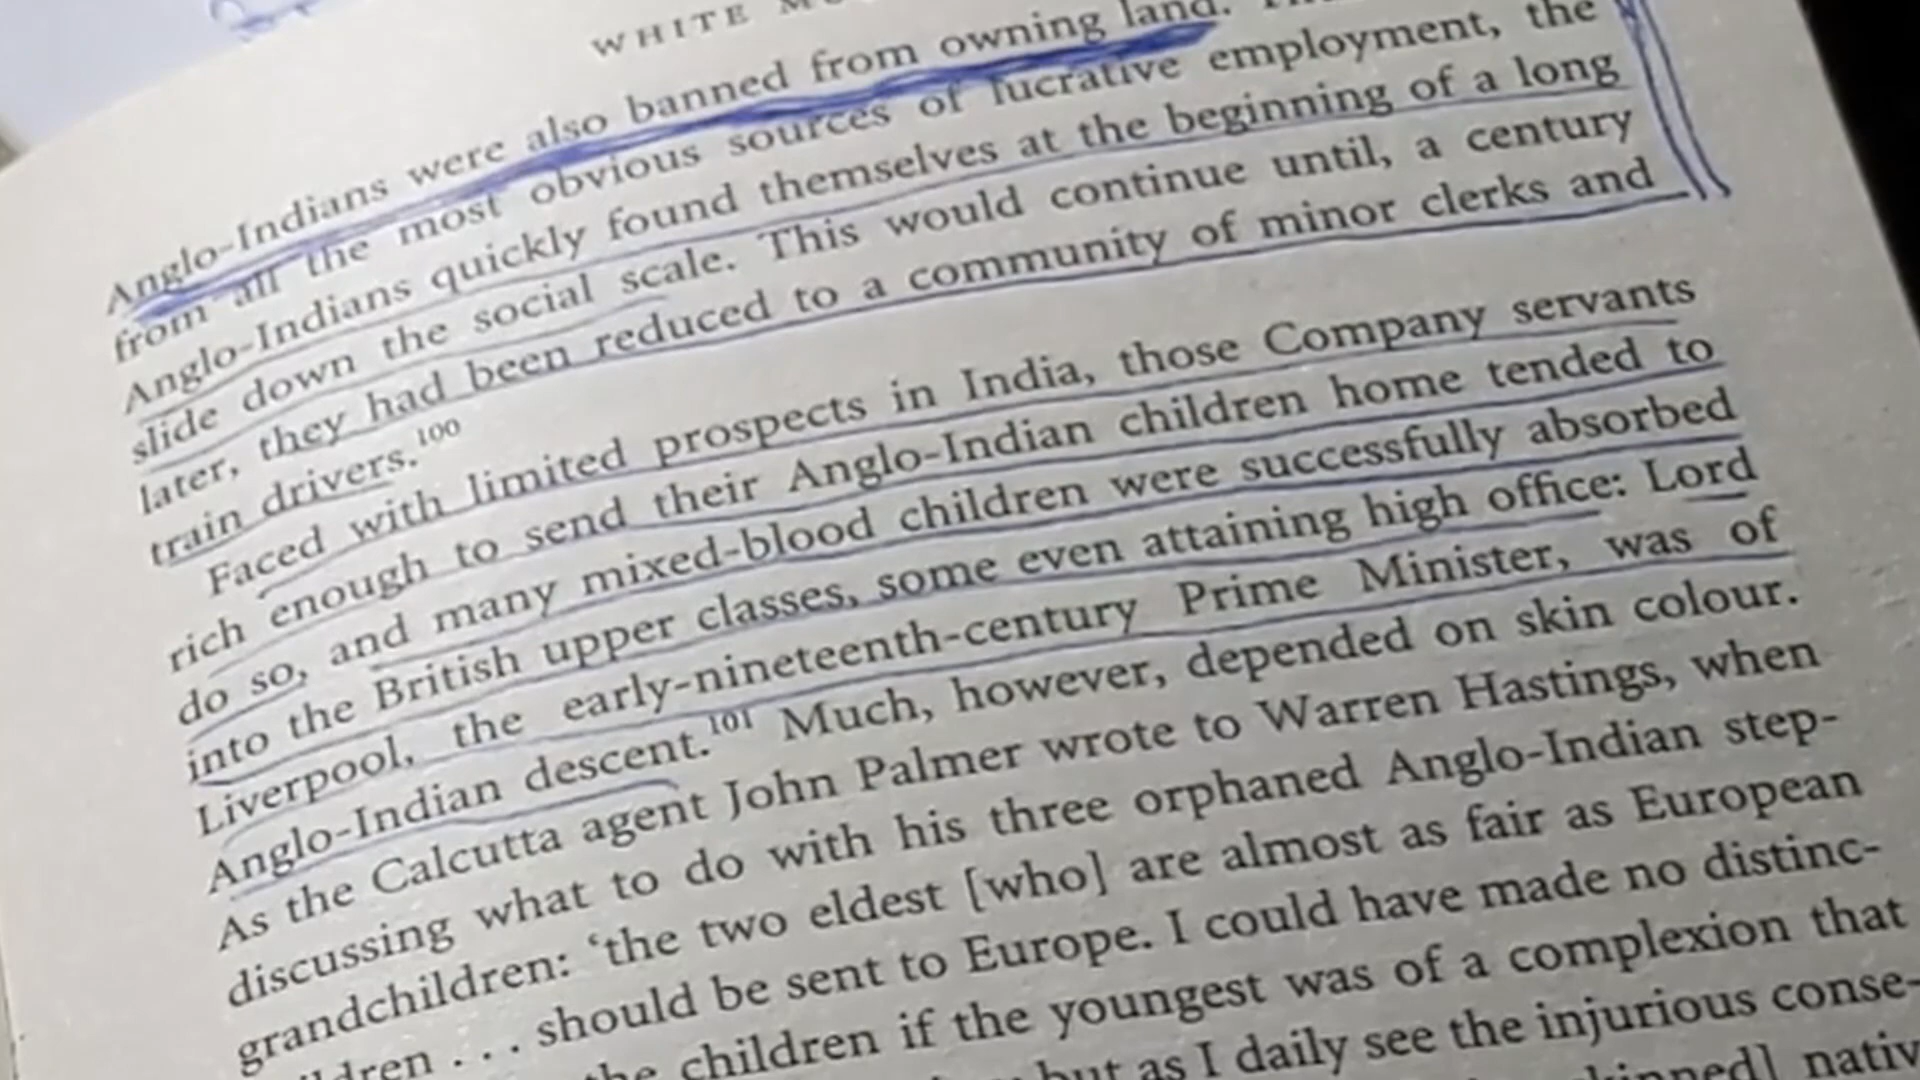 WHITE
Anglo-Indians were also banned from owning land.
from all the most obvious sources of lucrative employment, the
Anglo-Indians quickly found themselves at the beginning of a long
slide down the social scale. This would continue until, a century
later, they had been reduced to a community of minor clerks and
train drivers.100
Faced with limited prospects in India, those Company servants
rich enough to send their Anglo-Indian children home tended to
do so, and many mixed-blood children were successfully absorbed
into the British upper classes, some even attaining high office: Lord
Liverpool, the early-nineteenth-century Prime Minister, was of
Anglo-Indian descent.101 Much, however, depended on skin colour.
As the Calcutta agent John Palmer wrote to Warren Hastings, when
discussing what to do with his three orphaned Anglo-Indian step-
grandchildren: ‘the two eldest [who] are almost as fair as European
. . . should be sent to Europe. I could have made no distinc-
the children if the youngest was of a complexion that
but as I daily see the injurious conse-